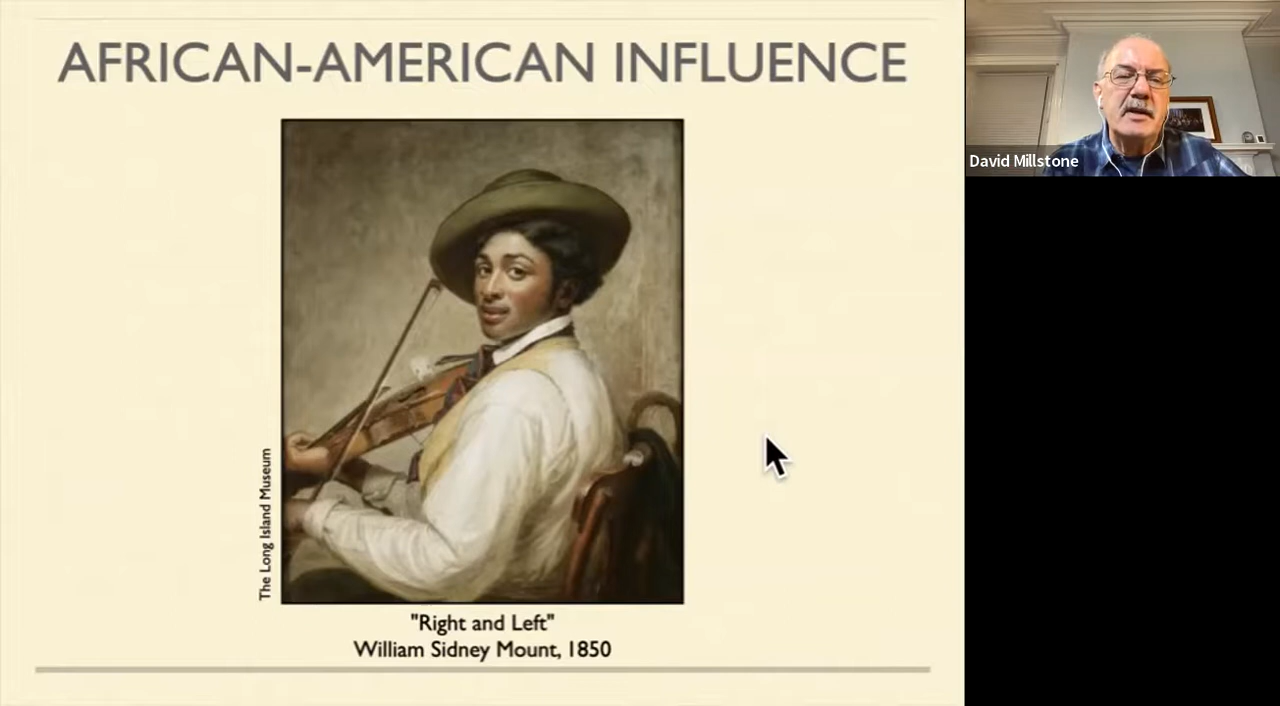 AFRICAN-AMERICAN INFLUENCE
The Long Island Museum
"Right and Left"
William Sidney Mount, 1850
David Millstone